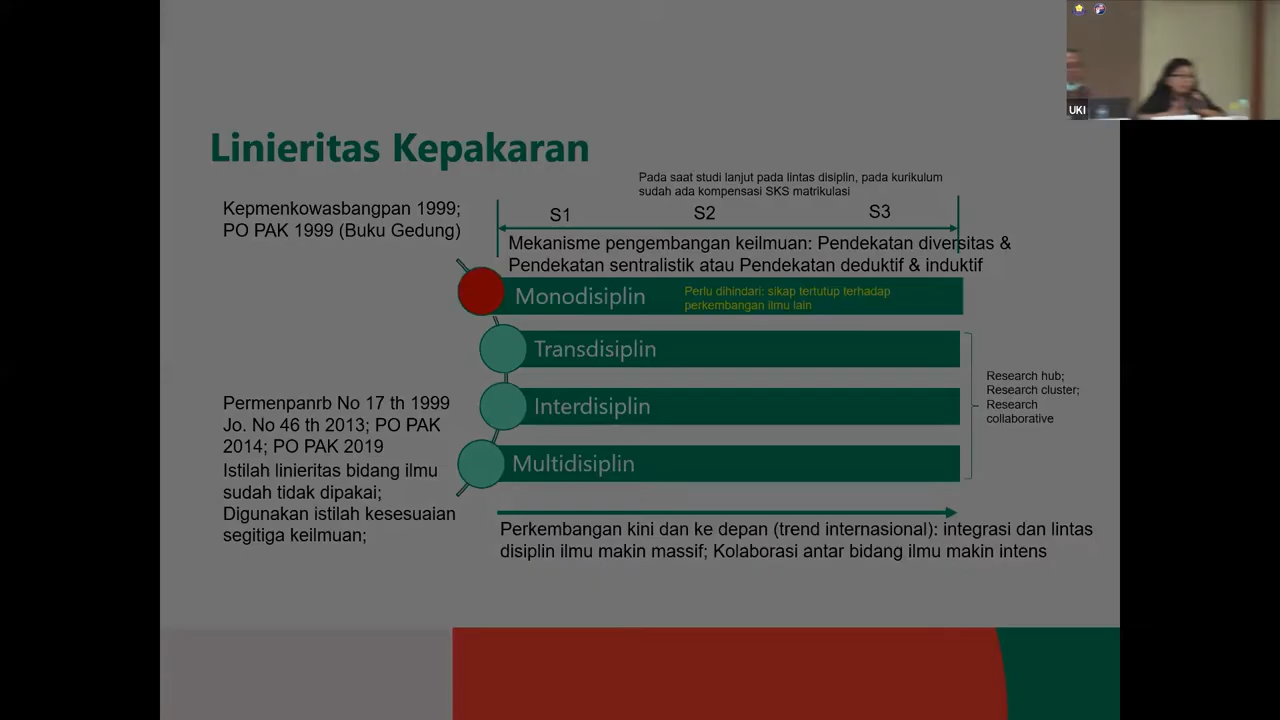 UKI
Linieritas Kepakaran
Pada saat studi lanjut pada lintas disiplin, pada kurikulum
sudah ada kompensasi SKS matrikulasi
Kepmenkowasbangpan 1999;
PO PAK 1999 (Buku Gedung)
S1 S2 S3
Mekanisme pengembangan keilmuan: Pendekatan diversitas &
Pendekatan sentralistik atau Pendekatan deduktif & induktif
Monodisiplin
Perlu dihindari: sikap tertutup terhadap
perkembangan ilmu lain
Transdisiplin
Interdisiplin
Multidisiplin
Research hub;
Research cluster;
Research
collaborative
Permenpanrb No 17 th 1999
Jo. No 46 th 2013; PO PAK
2014; PO PAK 2019
Istilah linieritas bidang ilmu
sudah tidak dipakai;
Digunakan istilah kesesuaian
segitiga keilmuan;
Perkembangan kini dan ke depan (trend internasional): integrasi dan lintas
disiplin ilmu makin massif; Kolaborasi antar bidang ilmu makin intens